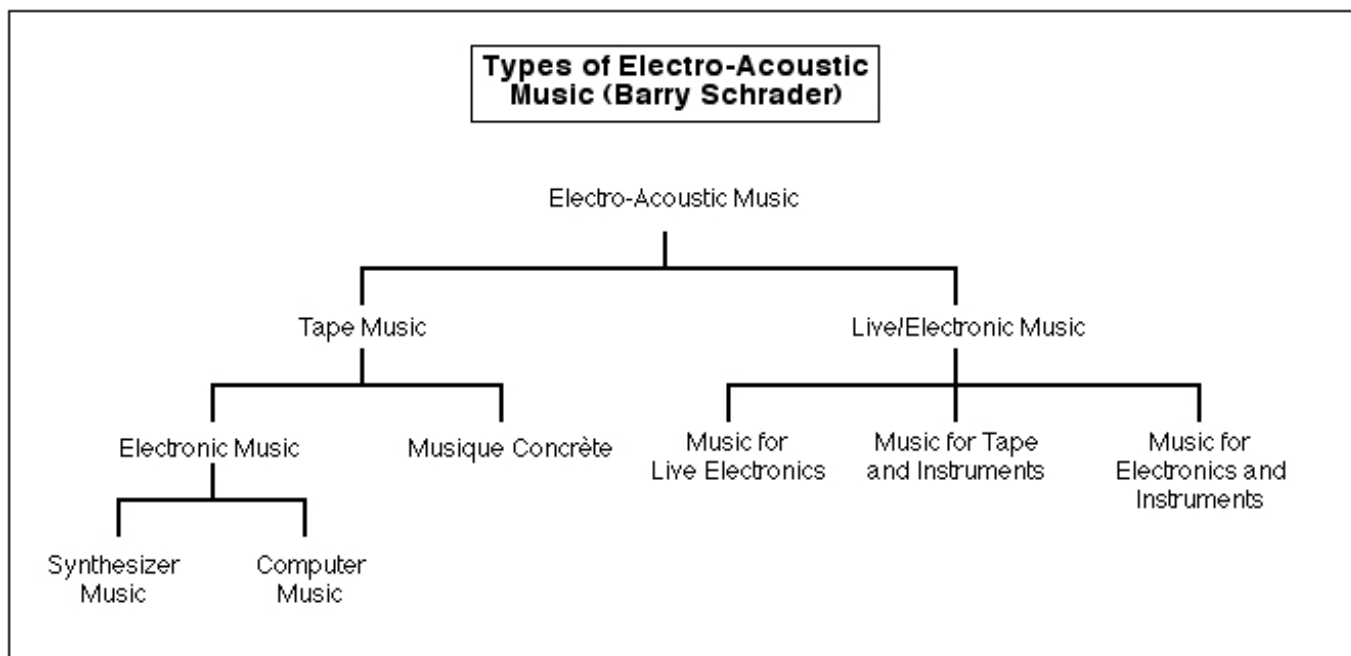 Types of Electro-Acoustic
Music (Barry Schrader)
Electro-Acoustic Music
Tape Music
Live/Electronic Music
Electronic Music
Musique Concrète
Music for
Live Electronics
Music for Tape
and Instruments
Music for
Electronics and
Instruments
Synthesizer
Music
Computer
Music